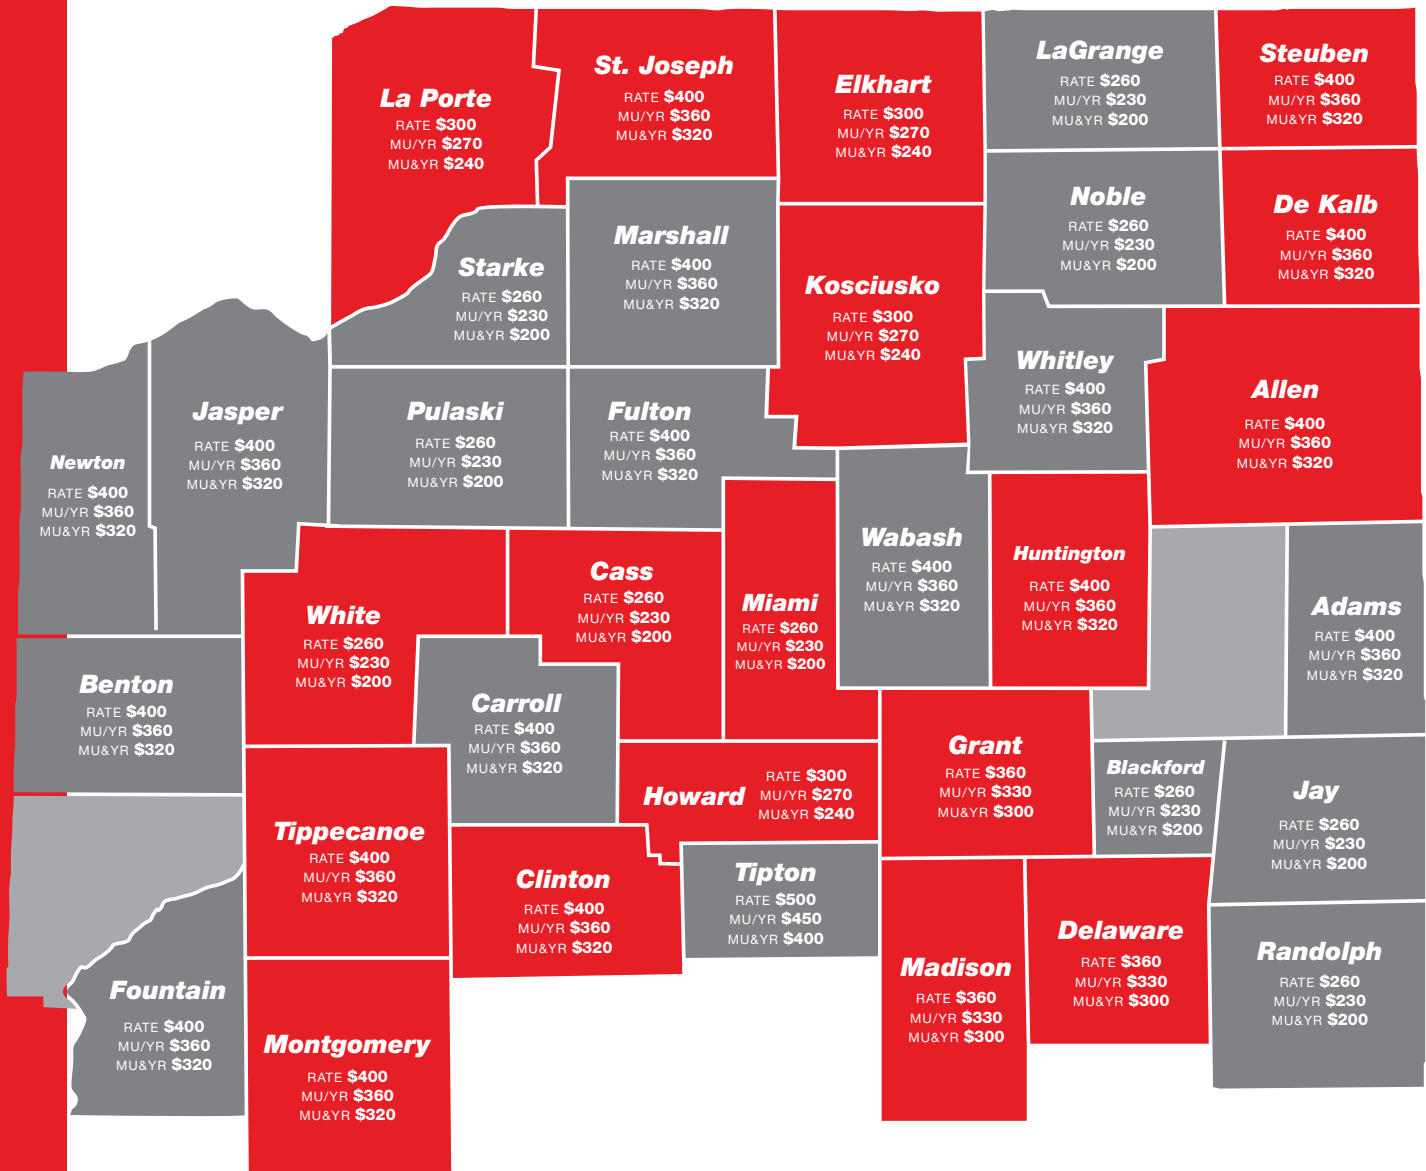 La Porte
RATE $300
MU/YR $270
MU&YR $240
St. Joseph
RATE $400
MU/YR $360
MU&YR $320
Elkhart
RATE $300
MU/YR $270
MU&YR $240
LaGrange
RATE $260
MU/YR $230
MU&YR $200
Steuben
RATE $400
MU/YR $360
MU&YR $320
Starke
RATE $260
MU/YR $230
MU&YR $200
Marshall
RATE $400
MU/YR $360
MU&YR $320
Kosciusko
RATE $300
MU/YR $270
MU&YR $240
Noble
RATE $260
MU/YR $230
MU&YR $200
De Kalb
RATE $400
MU/YR $360
MU&YR $320
Newton
RATE $400
MU/YR $360
MU&YR $320
Jasper
RATE $400
MU/YR $360
MU&YR $320
Pulaski
RATE $260
MU/YR $230
MU&YR $200
Fulton
RATE $400
MU/YR $360
MU&YR $320
Whitley
RATE $400
MU/YR $360
MU&YR $320
Allen
RATE $400
MU/YR $360
MU&YR $320
White
RATE $260
MU/YR $230
MU&YR $200
Cass
RATE $260
MU/YR $230
MU&YR $200
Miami
RATE $260
MU/YR $230
MU&YR $200
Wabash
RATE $400
MU/YR $360
MU&YR $320
Huntington
RATE $400
MU/YR $360
MU&YR $320
Adams
RATE $400
MU/YR $360
MU&YR $320
Benton
RATE $400
MU/YR $360
MU&YR $320
Carroll
RATE $400
MU/YR $360
MU&YR $320
Howard
RATE $300
MU/YR $270
MU&YR $240
Grant
RATE $360
MU/YR $330
MU&YR $300
Blackford
RATE $260
MU/YR $230
MU&YR $200
Jay
RATE $260
MU/YR $230
MU&YR $200
Tippecanoe
RATE $400
MU/YR $360
MU&YR $320
Clinton
RATE $400
MU/YR $360
MU&YR $320
Tipton
RATE $500
MU/YR $450
MU&YR $400
Madison
RATE $360
MU/YR $330
MU&YR $300
Delaware
RATE $360
MU/YR $330
MU&YR $300
Randolph
RATE $260
MU/YR $230
MU&YR $200
Fountain
RATE $400
MU/YR $360
MU&YR $320
Montgomery
RATE $400
MU/YR $360
MU&YR $320